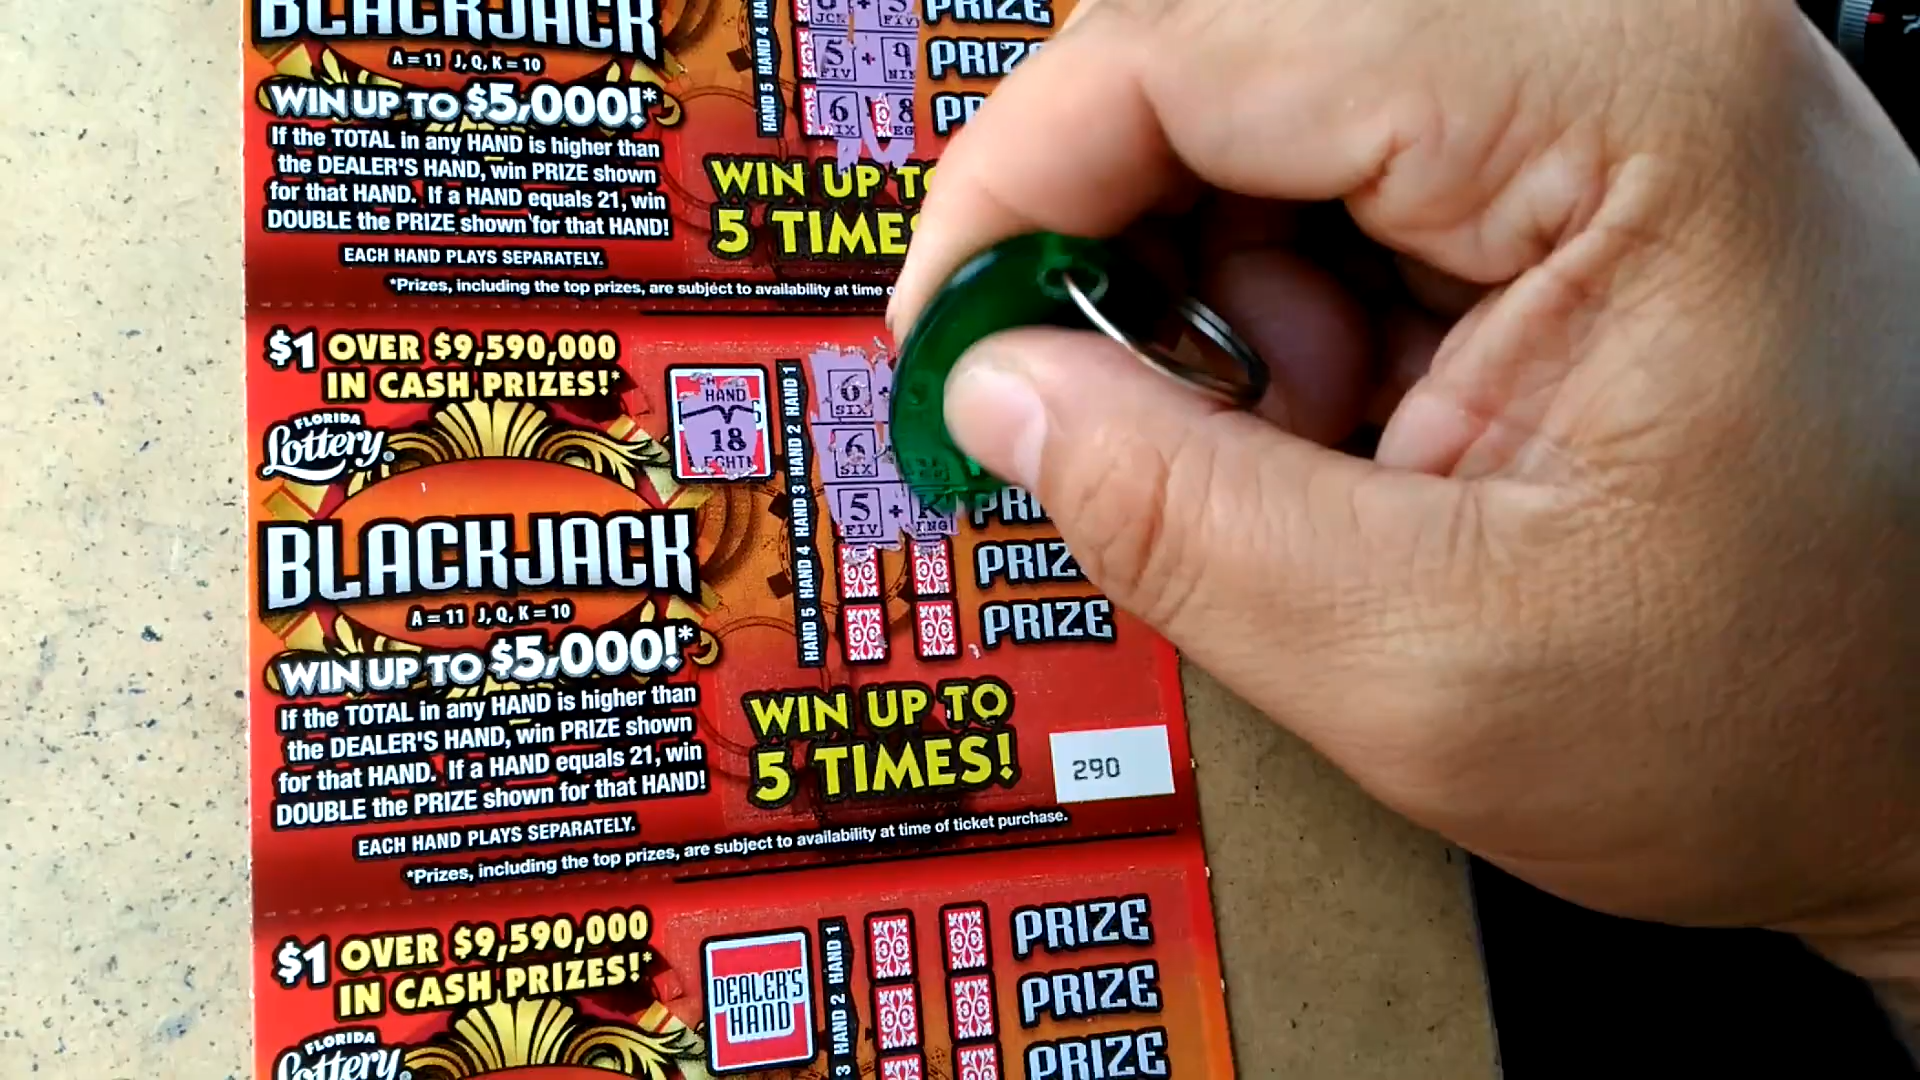 BLACKJACK
A = 11 J, Q, K = 10
WIN UP TO $5,000!*
If the TOTAL in any HAND is higher than
the DEALER'S HAND, win PRIZE shown
for that HAND. If a HAND equals 21, win
DOUBLE the PRIZE shown for that HAND!
EACH HAND PLAYS SEPARATELY.
*Prizes, including the top prizes, are subject to availability at time
HAND 4
HAND 5
PRIZE
5 + 9
FIV
6 8
WIN UP
5 TIME
$1 OVER $9,590,000
IN CASH PRIZES!*
FLORIDA
Lottery®
HAND
18
EGHTN
HAND 1
HAND 2
HAND 3
HAND 4
HAND 5
6
SIX
6
SIX
5 + K
FIV
PRIZE
BLACKJACK
A = 11 J, Q, K = 10
WIN UP TO $5,000!*
If the TOTAL in any HAND is higher than
the DEALER'S HAND, win PRIZE shown
for that HAND. If a HAND equals 21, win
DOUBLE the PRIZE shown for that HAND!
EACH HAND PLAYS SEPARATELY.
*Prizes, including the top prizes, are subject to availability at time of ticket purchase.
WIN UP TO
5 TIMES!
290
$1 OVER $9,590,000
IN CASH PRIZES!*
FLORIDA
Lottery®
DEALER'S
HAND
HAND 1
HAND 2
3
PRIZE
PRIZE
PRIZE